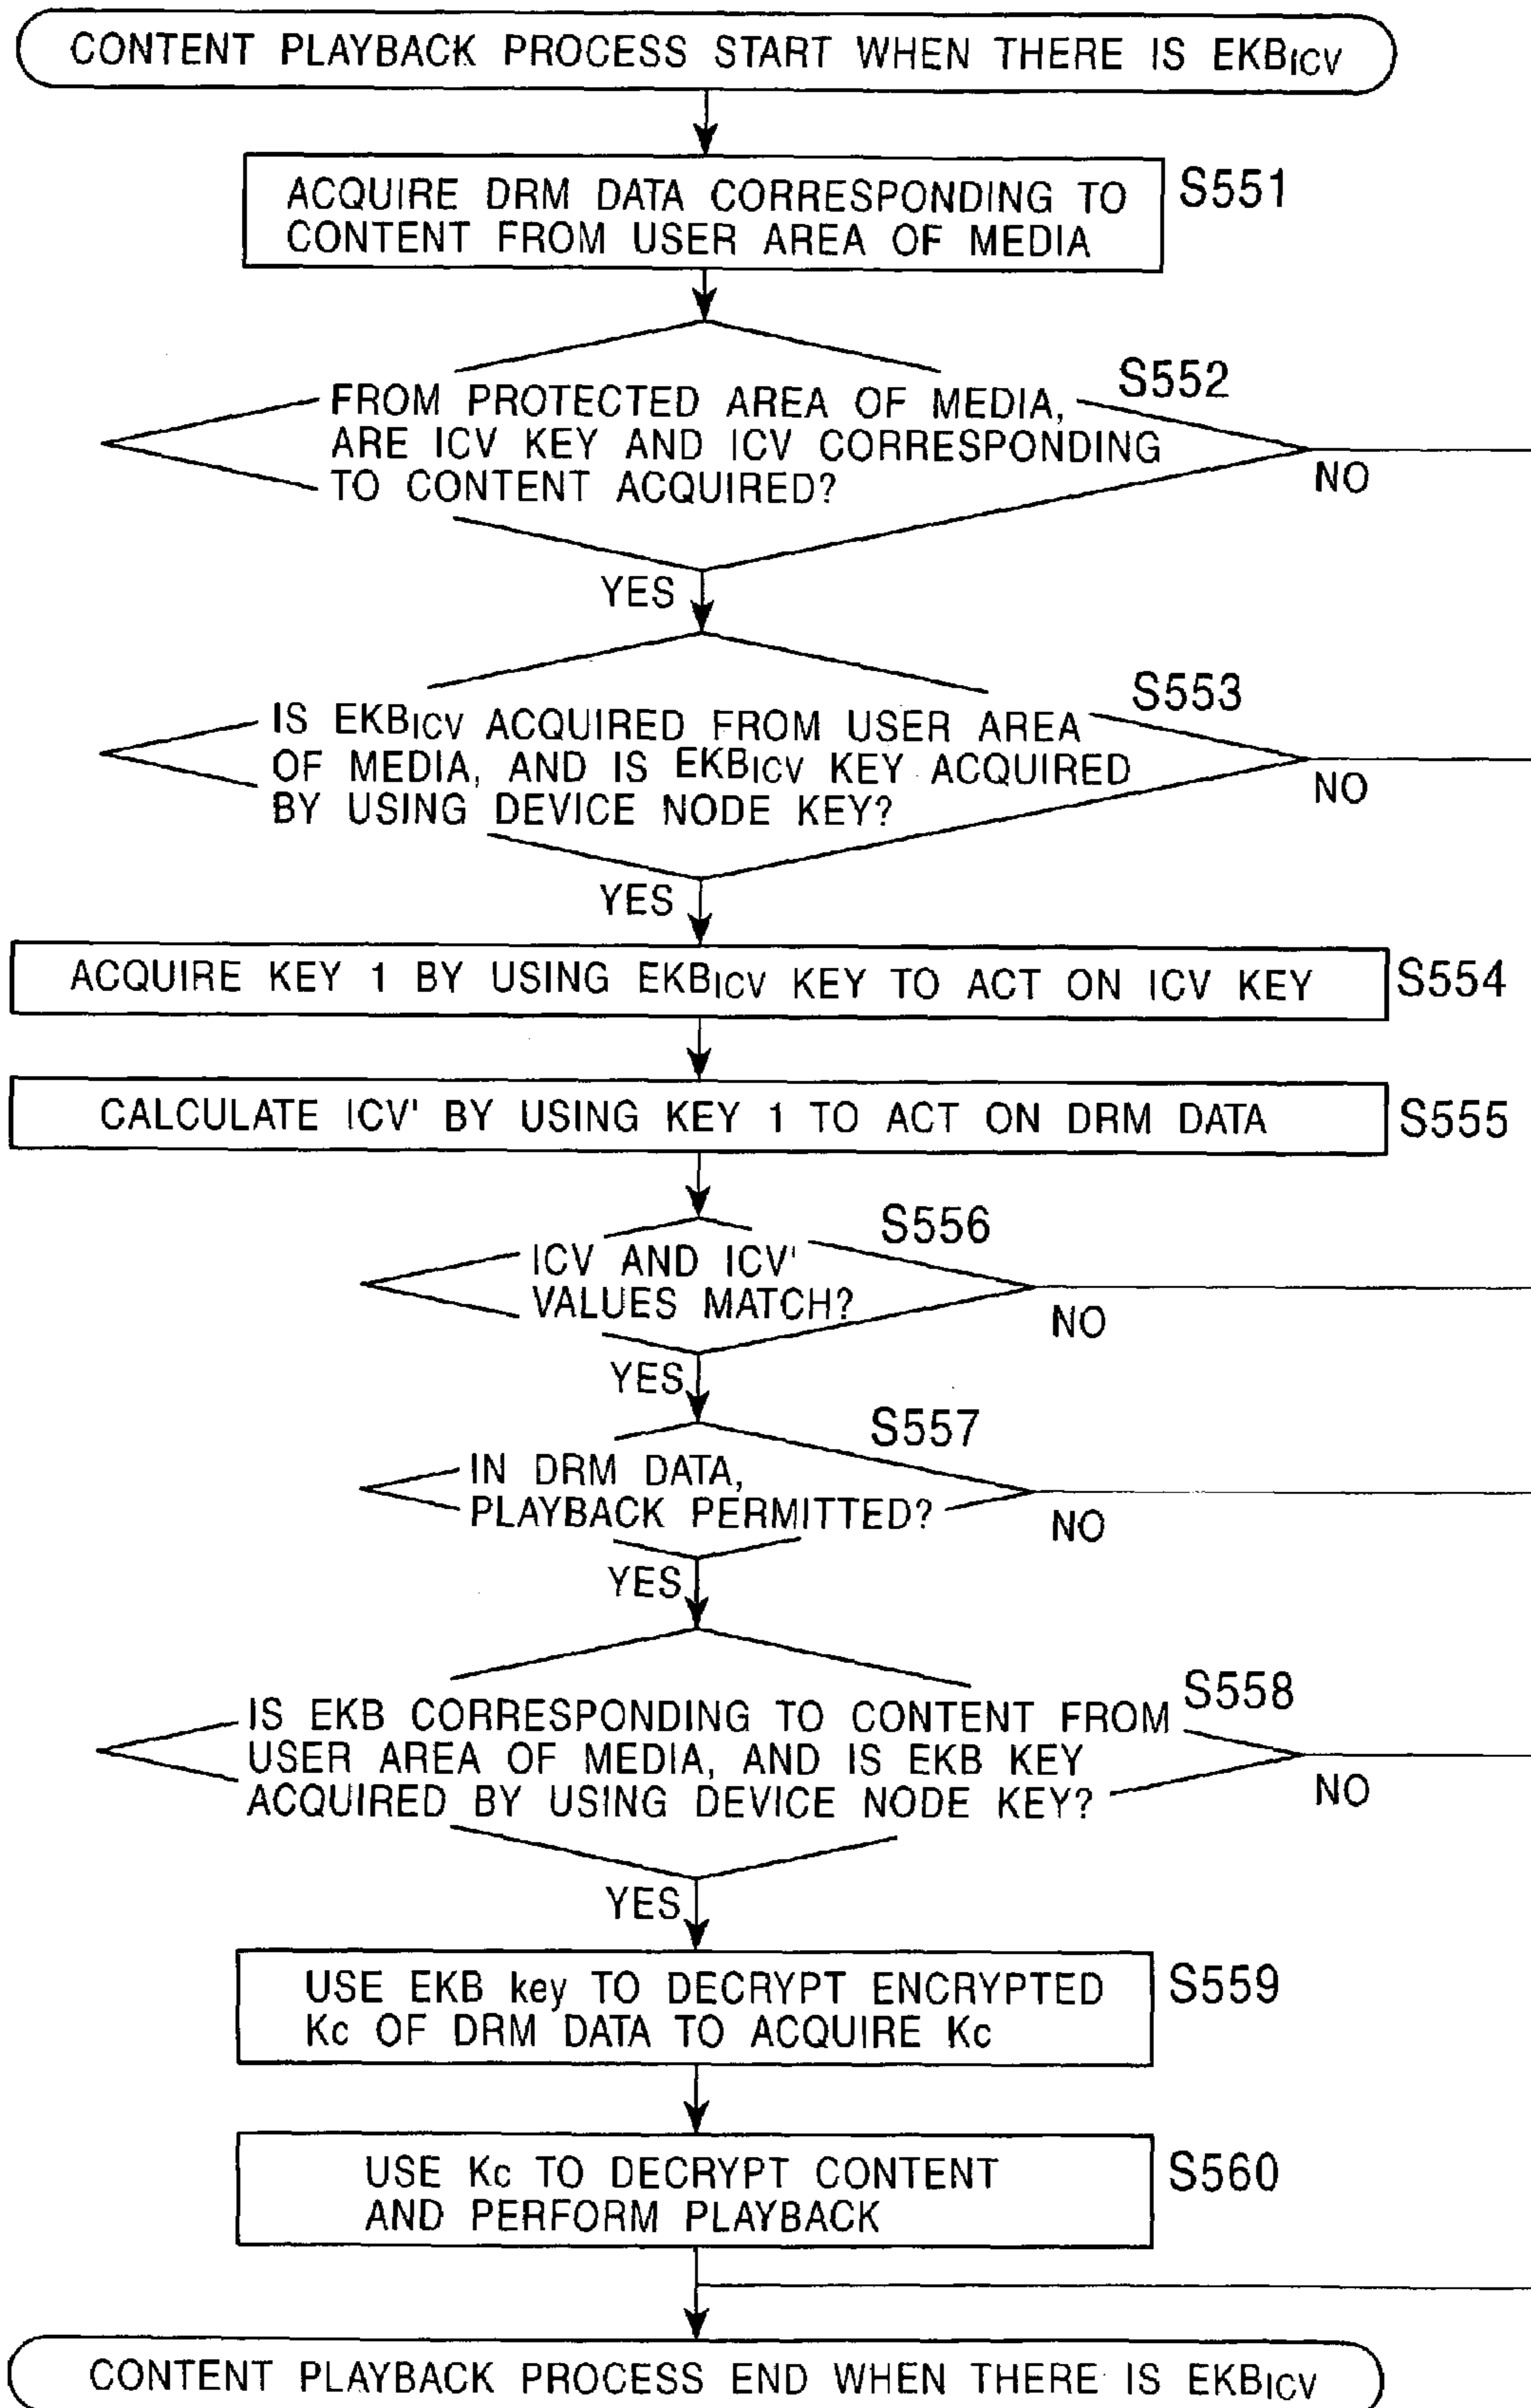 CONTENT PLAYBACK PROCESS START WHEN THERE IS EKBICV
ACQUIRE DRM DATA CORRESPONDING TO
CONTENT FROM USER AREA OF MEDIA
S551
S552
FROM PROTECTED AREA OF MEDIA,
ARE ICV KEY AND ICV CORRESPONDING
TO CONTENT ACQUIRED?
NO
YES
S553
IS EKBICV ACQUIRED FROM USER AREA
OF MEDIA, AND IS EKBICV KEY ACQUIRED
BY USING DEVICE NODE KEY?
NO
YES
ACQUIRE KEY 1 BY USING EKBICV KEY TO ACT ON ICV KEY
S554
CALCULATE ICV' BY USING KEY 1 TO ACT ON DRM DATA
S555
S556
ICV AND ICV'
VALUES MATCH?
NO
YES
S557
IN DRM DATA,
PLAYBACK PERMITTED?
NO
YES
S558
IS EKB CORRESPONDING TO CONTENT FROM
USER AREA OF MEDIA, AND IS EKB KEY
ACQUIRED BY USING DEVICE NODE KEY?
NO
YES
USE EKB key TO DECRYPT ENCRYPTED
Kc OF DRM DATA TO ACQUIRE Kc
S559
USE Kc TO DECRYPT CONTENT
AND PERFORM PLAYBACK
S560
CONTENT PLAYBACK PROCESS END WHEN THERE IS EKBICV